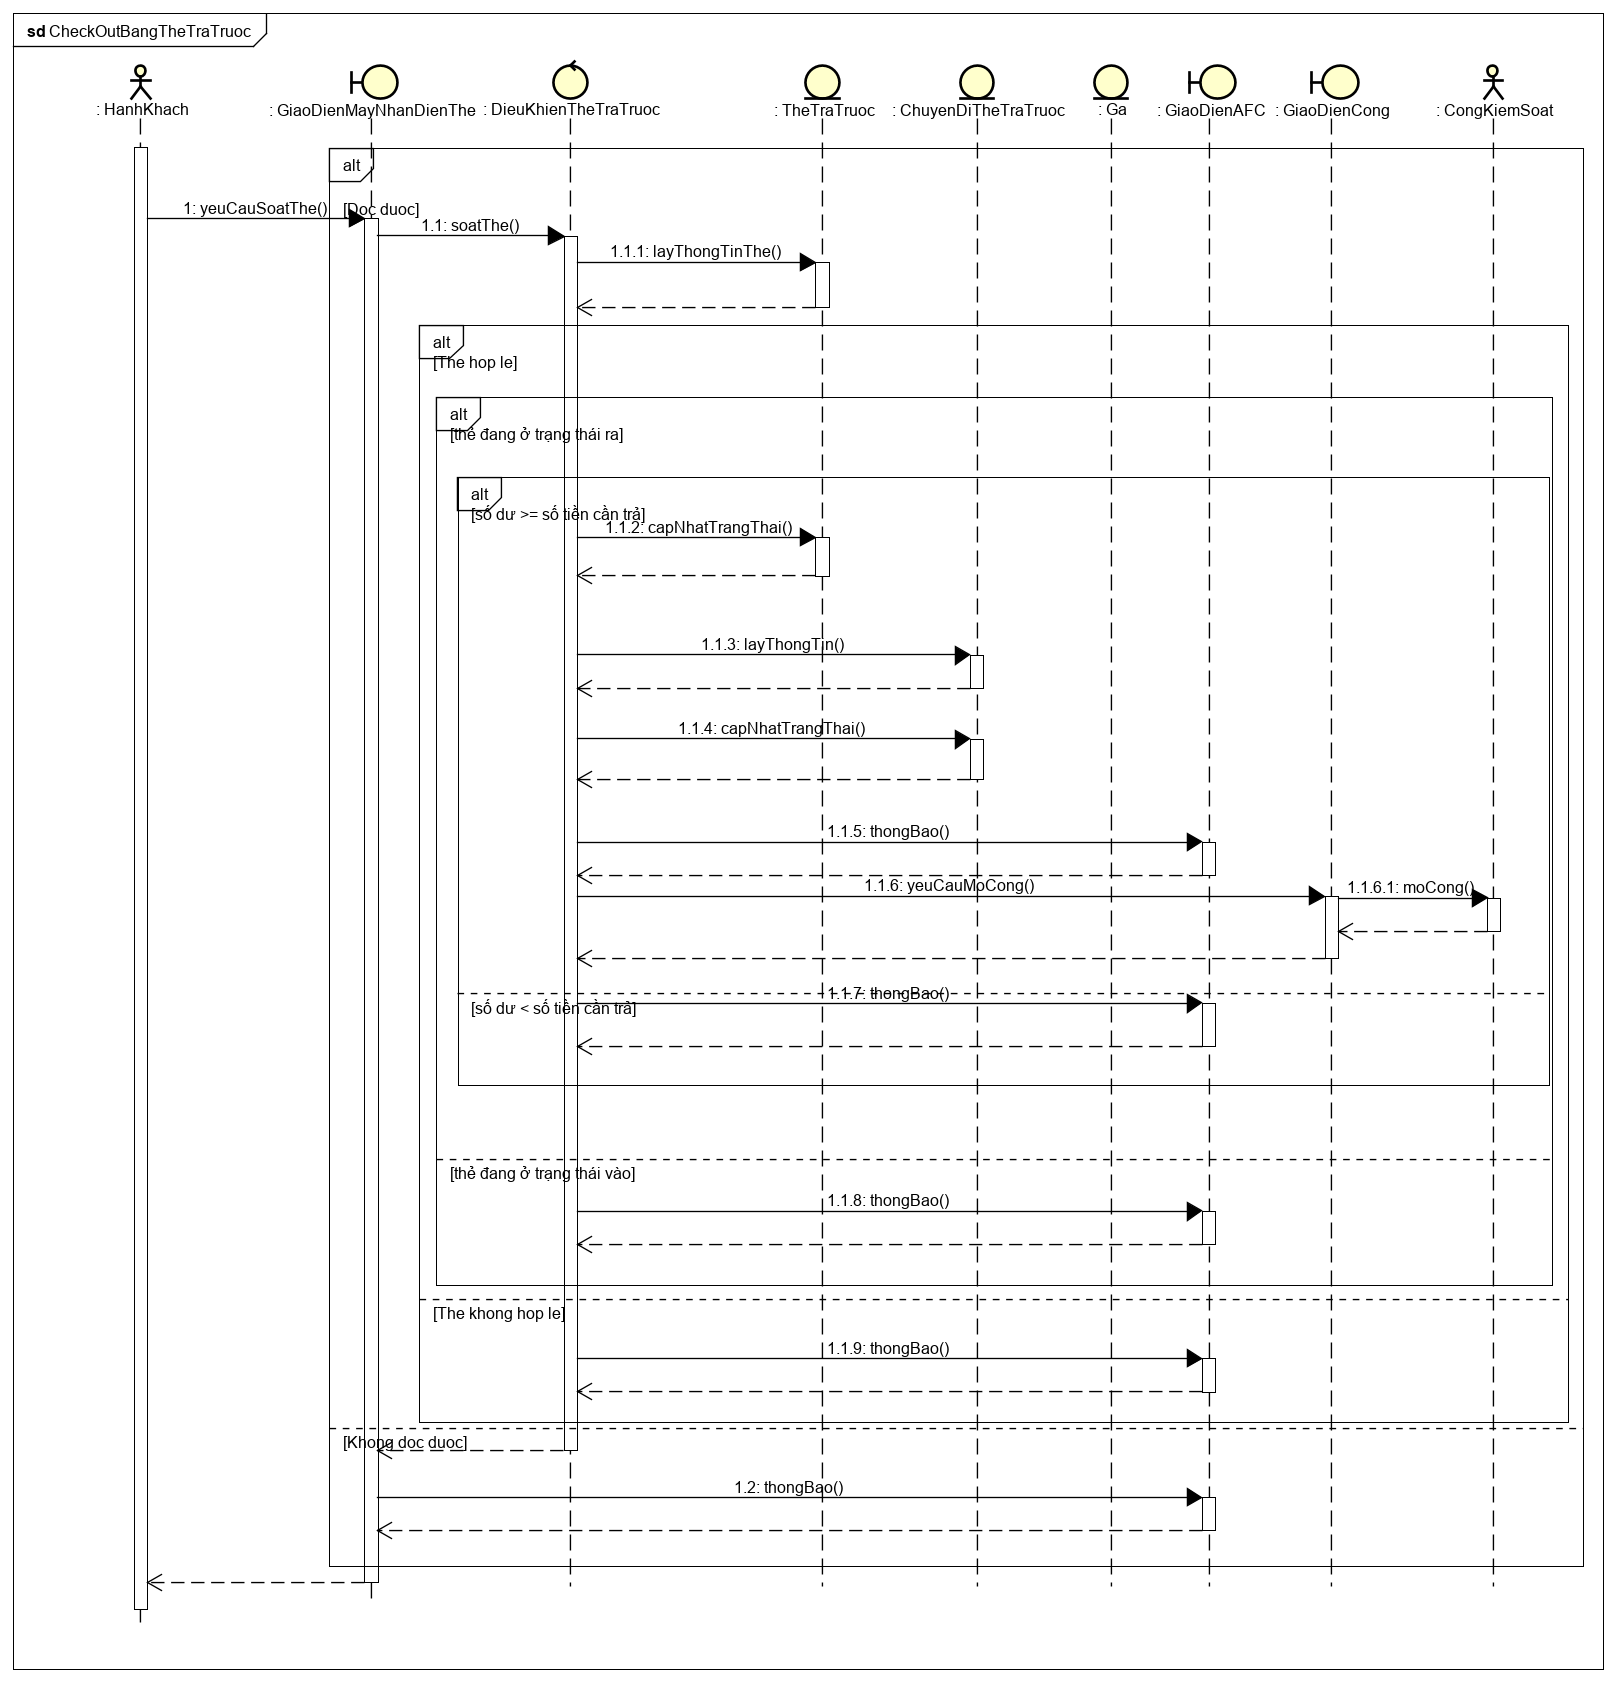 sd CheckOutBangTheTraTruoc
: HanhKhach
: GiaoDienMayNhanDienThe
: DieuKhienTheTraTruoc
: TheTraTruoc
: ChuyenDiTheTraTruoc
: Ga
: GiaoDienAFC
: GiaoDienCong
: CongKiemSoat
alt
1: yeuCauSoatThe()
[Doc duoc]
1.1: soatThe()
1.1.1: layThongTinThe()
alt
[The hop le]
alt
[thẻ đang ở trạng thái ra]
alt
[số dư >= số tiền cần trả]
1.1.2: capNhatTrangThai()
1.1.3: layThongTin()
1.1.4: capNhatTrangThai()
1.1.5: thongBao()
1.1.6: yeuCauMoCong()
1.1.6.1: moCong()
1.1.7: thongBao()
[số dư < số tiền cần trả]
[thẻ đang ở trạng thái vào]
1.1.8: thongBao()
[The khong hop le]
1.1.9: thongBao()
[Khong doc duoc]
1.2: thongBao()